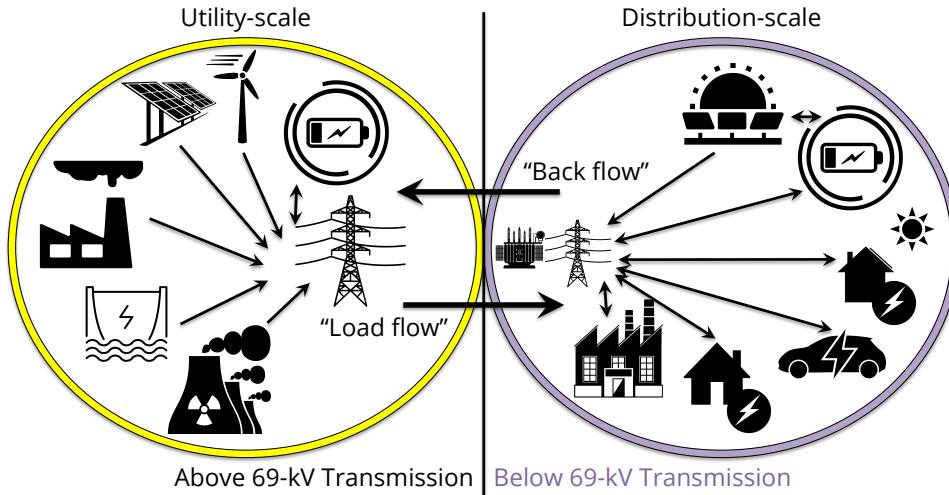 Utility-scale
Distribution-scale
“Back flow”
“Load flow”
Above 69-kV Transmission
Below 69-kV Transmission